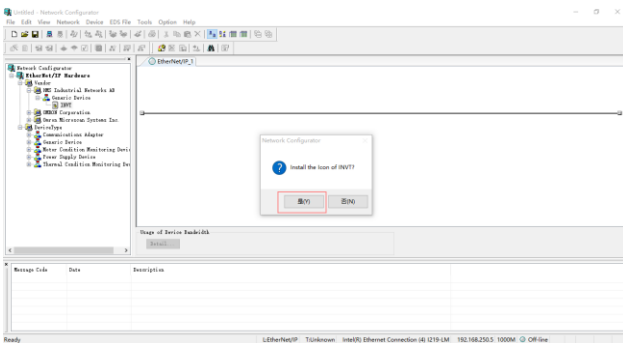 Untitled - Network Configurator
File Edit View Network Device EDS File Tools Option Help
EtherNet/IP_1
Network Configurator
EtherNet/IP Hardware
Vendor
HMS Industrial Networks AB
Generic Device
INVT
OMRON Corporation
Omron Microscan Systems Inc
DeviceType
Communications Adapter
Generic Device
Motor Condition Monitoring Devi
Power Supply Device
Thermal Condition Monitoring Dev
Network Configurator
Install the Icon of INVT?
是(Y) 否(N)
Usage of Device Bandwidth
Detail...
Message Code Date Description
Ready L:EtherNet/IP T:Unknown Intel(R) Ethernet Connection (4) I219-LM 192.168.250.5 1000M Off-line